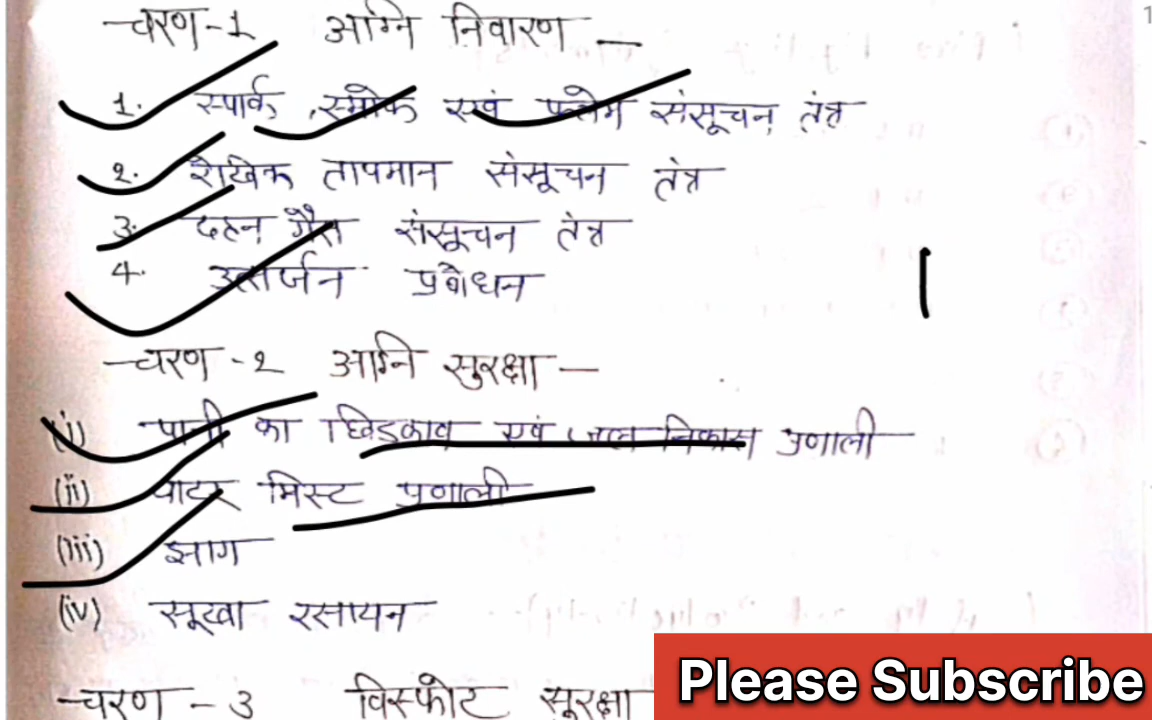 चरण-1 अग्नि निवारण —
1. स्पार्क, स्मोक एवं फ्लेम संसूचन तंत्र
2. रेखिक तापमान संसूचन तंत्र
3. दहन गैस संसूचन तंत्र
4. उत्सर्जन प्रबोधन
चरण -2 अग्नि सुरक्षा —
(i) पानी का छिड़काव एवं जल निकास प्रणाली
(ii) वाटर मिस्ट प्रणाली
(iii) झाग
(iv) सूखा रसायन
चरण - 3 विस्फोट सुरक्षा
Please Subscribe
1